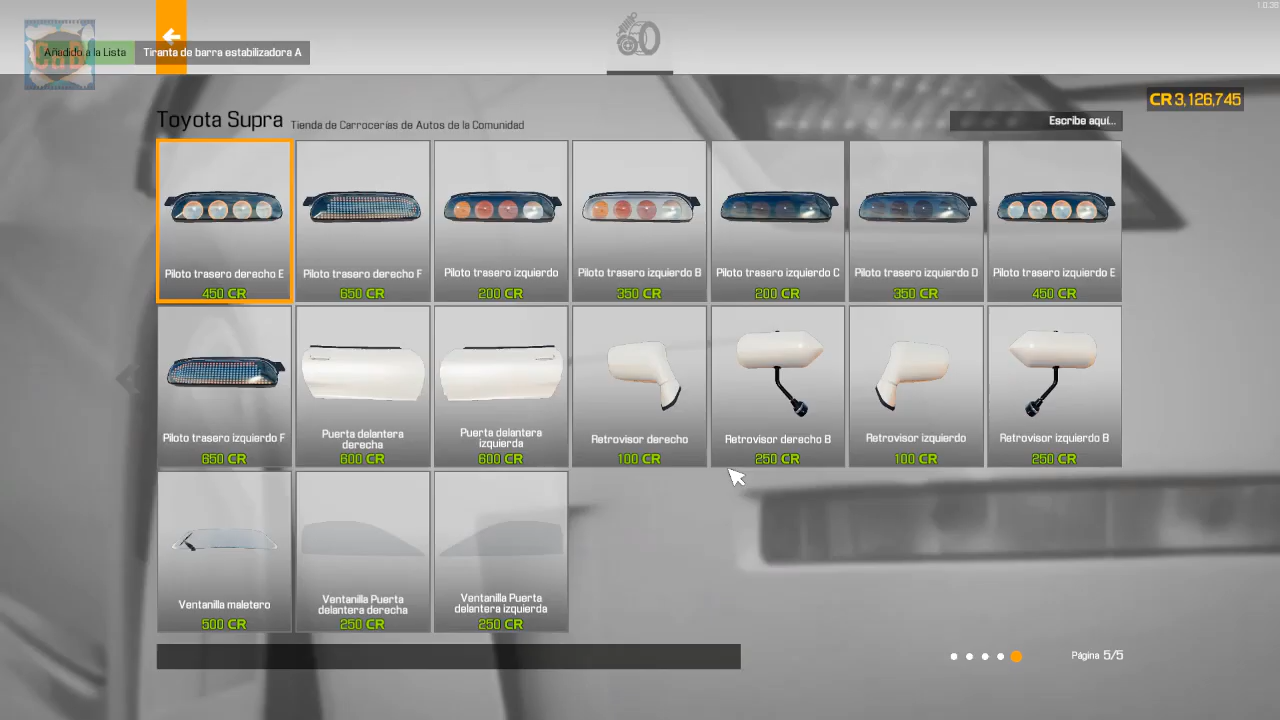 1.0.30
Añadido a la Lista
Tiranta de barra estabilizadora A
CR 3,126,745
Toyota Supra
Tienda de Carrocerías de Autos de la Comunidad
Escribe aquí...
Piloto trasero derecho E
450 CR
Piloto trasero derecho F
650 CR
Piloto trasero izquierdo
200 CR
Piloto trasero izquierdo B
350 CR
Piloto trasero izquierdo C
200 CR
Piloto trasero izquierdo D
350 CR
Piloto trasero izquierdo E
450 CR
Piloto trasero izquierdo F
650 CR
Puerta delantera
derecha
600 CR
Puerta delantera
izquierda
600 CR
Retrovisor derecho
100 CR
Retrovisor derecho B
250 CR
Retrovisor izquierdo
100 CR
Retrovisor izquierdo B
250 CR
Ventanilla maletero
500 CR
Ventanilla Puerta
delantera derecha
250 CR
Ventanilla Puerta
delantera izquierda
250 CR
Página 5/5